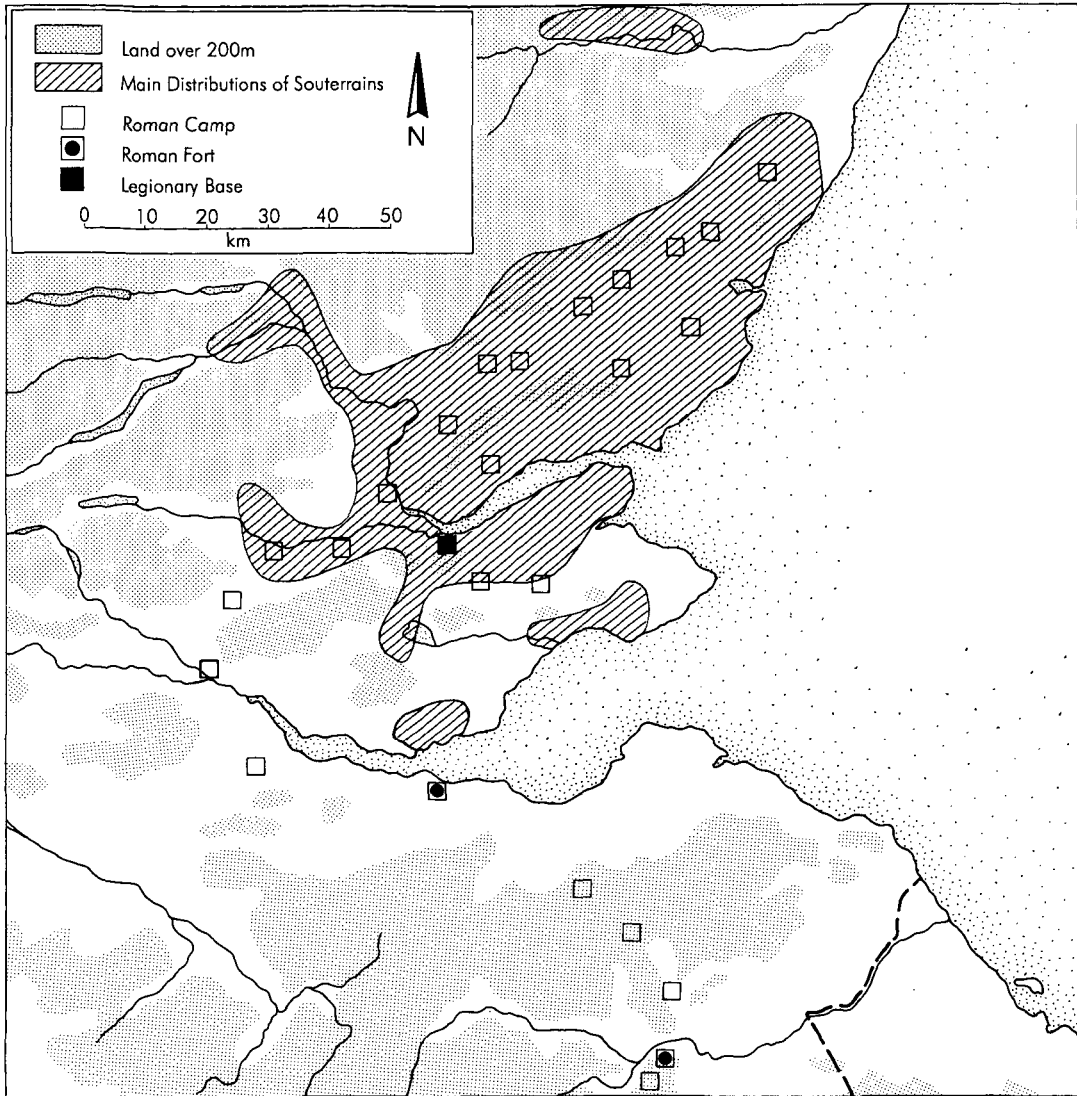 Land over 200m
Main Distributions of Souterrains
Roman Camp
Roman Fort
Legionary Base
N
0 10 20 30 40 50
km